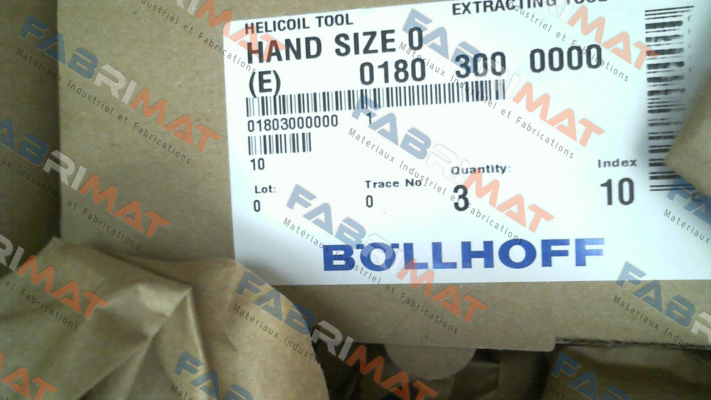 HELICOIL TOOL EXTRACTING TOOL
HAND SIZE 0
(E) 0180 300 0000
01803000000 1
10
Lot: Trace No. Quantity: Index
0 0 3 10
BÖLLHOFF
FABRIMAT
Materiaux Industriel et Fabrications